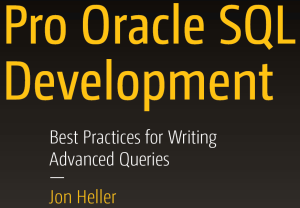 Pro Oracle SQL
Development
Best Practices for Writing
Advanced Queries
—
Jon Heller